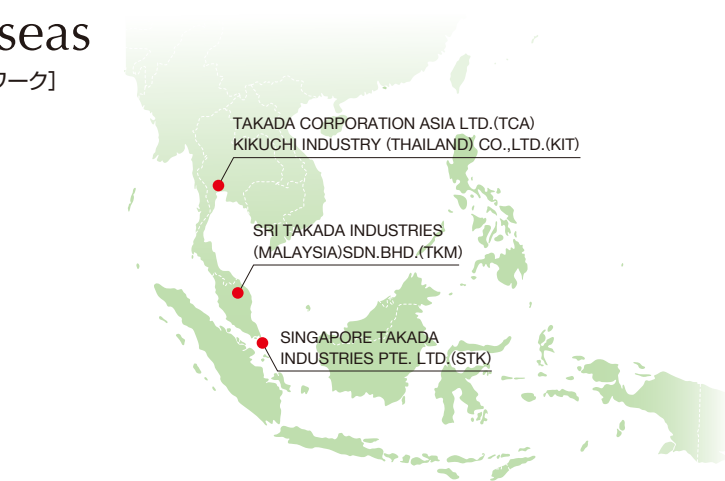 seas
ワーク]
TAKADA CORPORATION ASIA LTD.(TCA)
KIKUCHI INDUSTRY (THAILAND) CO.,LTD.(KIT)
SRI TAKADA INDUSTRIES
(MALAYSIA)SDN.BHD.(TKM)
SINGAPORE TAKADA
INDUSTRIES PTE. LTD.(STK)